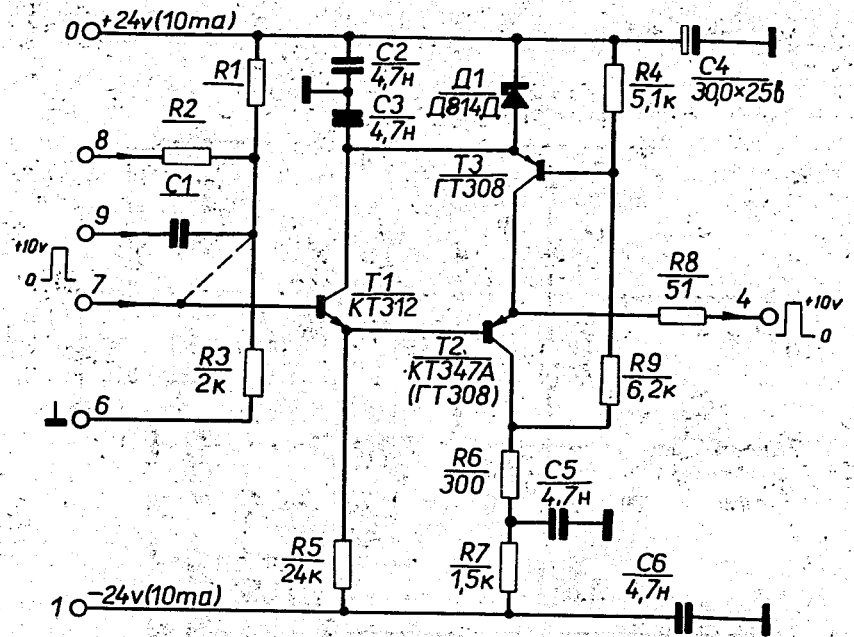 0 +24v(10ma)
R1
C2
4,7н
C3
4,7н
Д1
Д814Д
R4
5,1к
C4
30,0×25в
R2
8
C1
9
+10v
0
7
T3
ГТ308
T1
КТ312
R8
51
4
+10v
0
R3
2к
T2
КТ347А
(ГТ308)
R9
6,2к
6
R6
300
C5
4,7н
R5
24к
R7
1,5к
C6
4,7н
1 -24v(10ma)